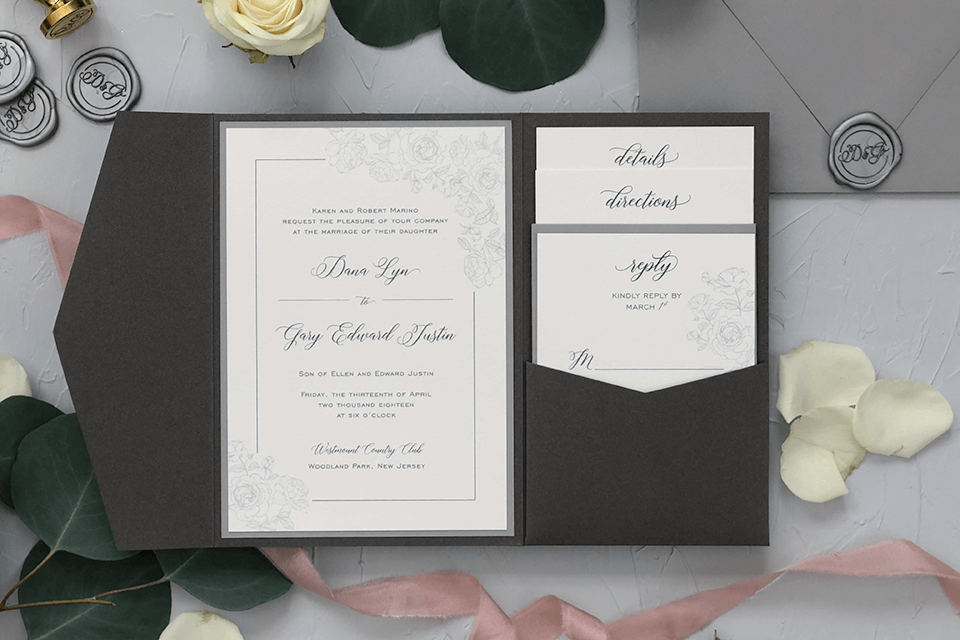 Karen and Robert Marino
request the pleasure of your company
at the marriage of their daughter
Dana Lyn
to
Gary Edward Justin
Son of Ellen and Edward Justin
Friday, the thirteenth of April
two thousand eighteen
at six o'clock
Westmount Country Club
Woodland Park, New Jersey
details
directions
reply
kindly reply by
March 1st
M
D&G
D&G
D&G
D&G